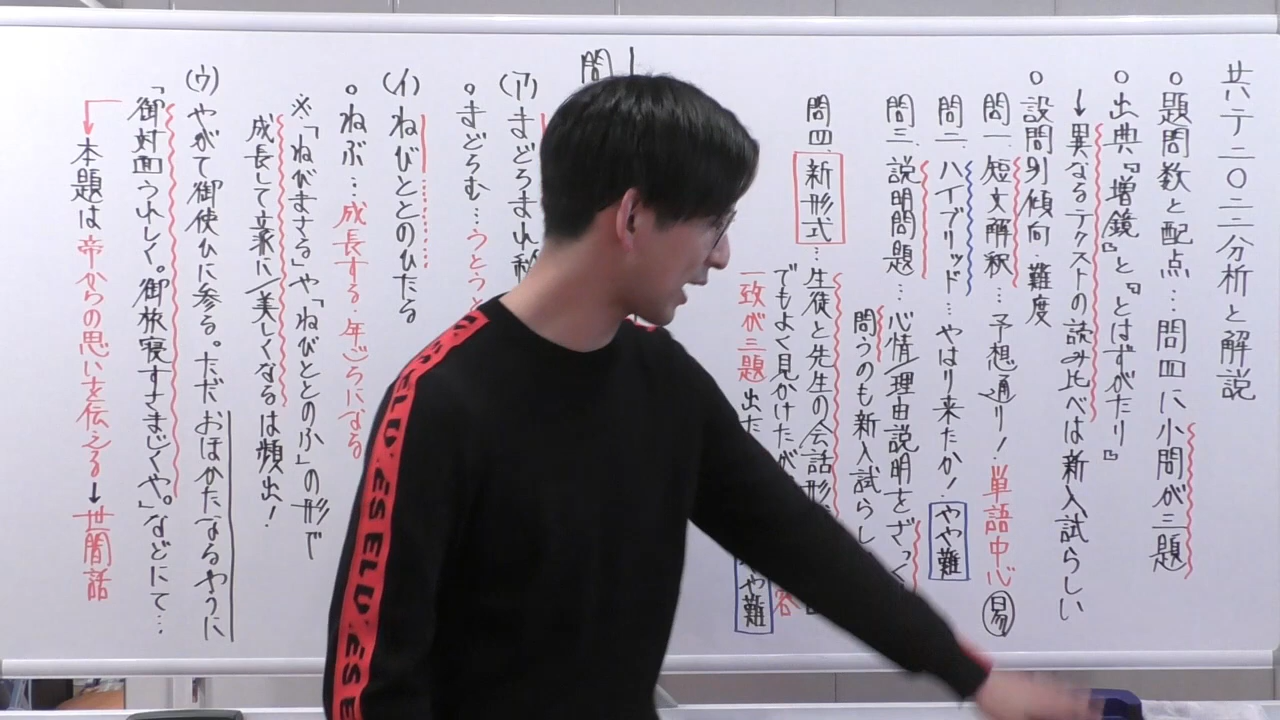 共テ二〇二二分析と解説
○題問数と配点…問四に小問が三題
○出典『増鏡』と『とはずがたり』
→異なるテクストの読み比べは新入試らしい
○設問別傾向・難度
問一 短文解釈…予想通り！単語中心 易
問二 ハイブリッド…やはり来たか！やや難
問三 説明問題…心情/理由説明をざっく
問うのも新入試らし
問四 新形式…生徒と先生の会話形
でもよく見かけたが
一致が三題出た
や難
問一
(ア)まどろまれ
○まどろむ…うとうと
(イ)ねびととのひたる
○ねぶ…成長する・年ごろになる
※「ねびまさる」や「ねびととのふ」の形で
成長して立派に/美しくなるは頻出！
(ウ)やがて御使ひに参る。ただおほかたなるやうに
「御対面うれしく。御旅寝すさまじくや。」などにて…
→本題は帝からの思いを伝える→世間話
ELD
ES ELD
ES ELD
ES E